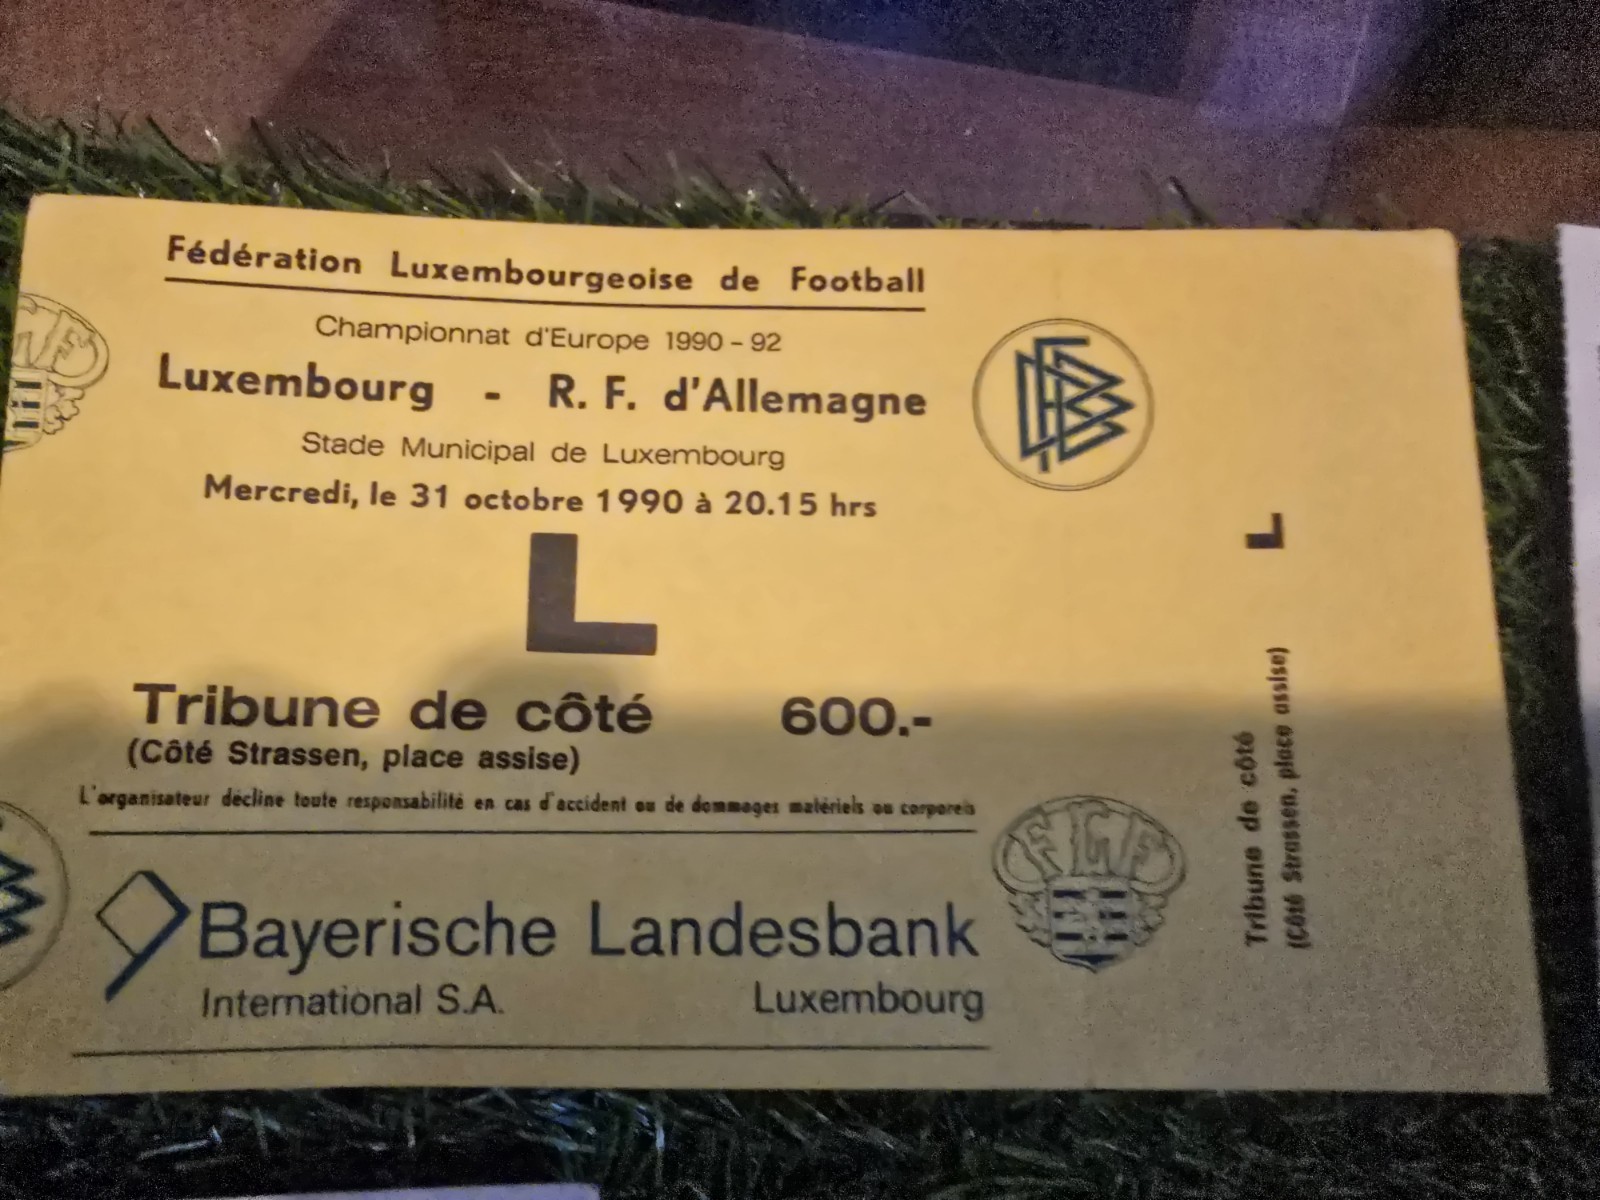 Fédération Luxembourgeoise de Football
Championnat d'Europe 1990 - 92
Luxembourg - R. F. d'Allemagne
Stade Municipal de Luxembourg
Mercredi, le 31 octobre 1990 à 20.15 hrs
L
Tribune de côté 600.-
(Côté Strassen, place assise)
L'organisateur décline toute responsabilité en cas d'accident ou de dommages matériels ou corporels
Bayerische Landesbank
International S.A. Luxembourg
DFB
FLF
L
Tribune de côté
(Côté Strassen, place assise)